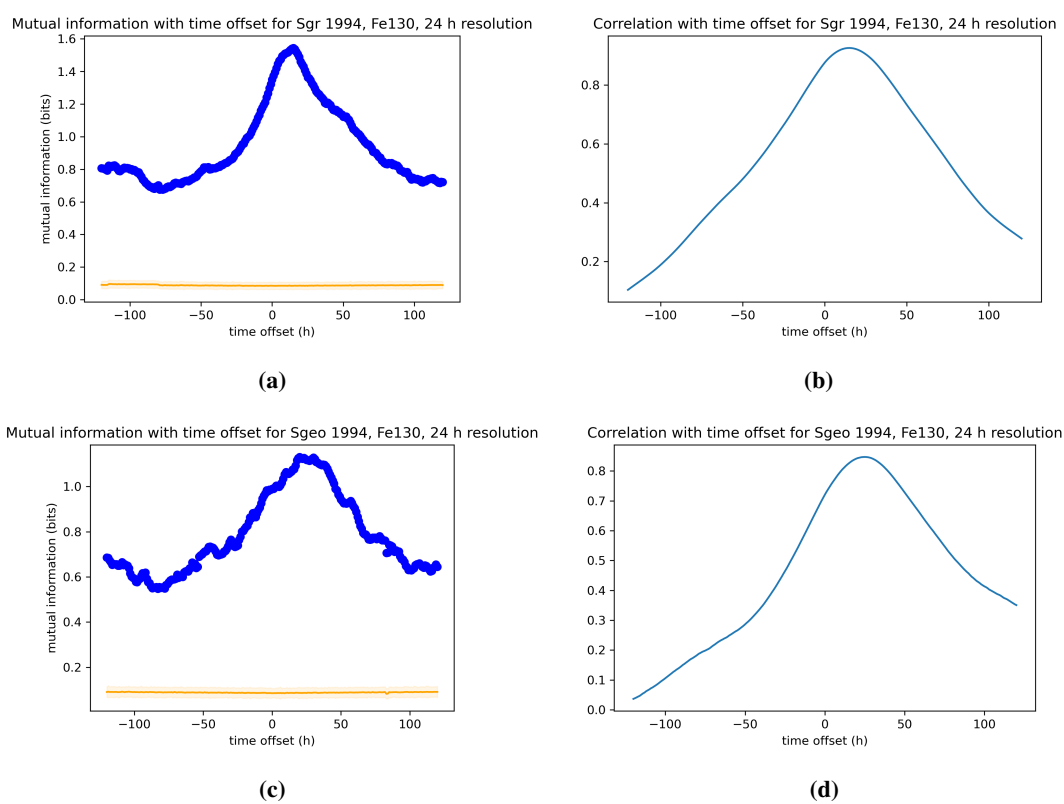 Mutual information with time offset for Sgr 1994, Fe130, 24 h resolution
1.6
1.4
1.2
1.0
0.8
0.6
0.4
0.2
0.0
mutual information (bits)
−100 −50 0 50 100
time offset (h)
(a)
Correlation with time offset for Sgr 1994, Fe130, 24 h resolution
0.8
0.6
0.4
0.2
−100 −50 0 50 100
time offset (h)
(b)
Mutual information with time offset for Sgeo 1994, Fe130, 24 h resolution
1.0
0.8
0.6
0.4
0.2
mutual information (bits)
−100 −50 0 50 100
time offset (h)
(c)
Correlation with time offset for Sgeo 1994, Fe130, 24 h resolution
0.8
0.7
0.6
0.5
0.4
0.3
0.2
0.1
0.0
−100 −50 0 50 100
time offset (h)
(d)